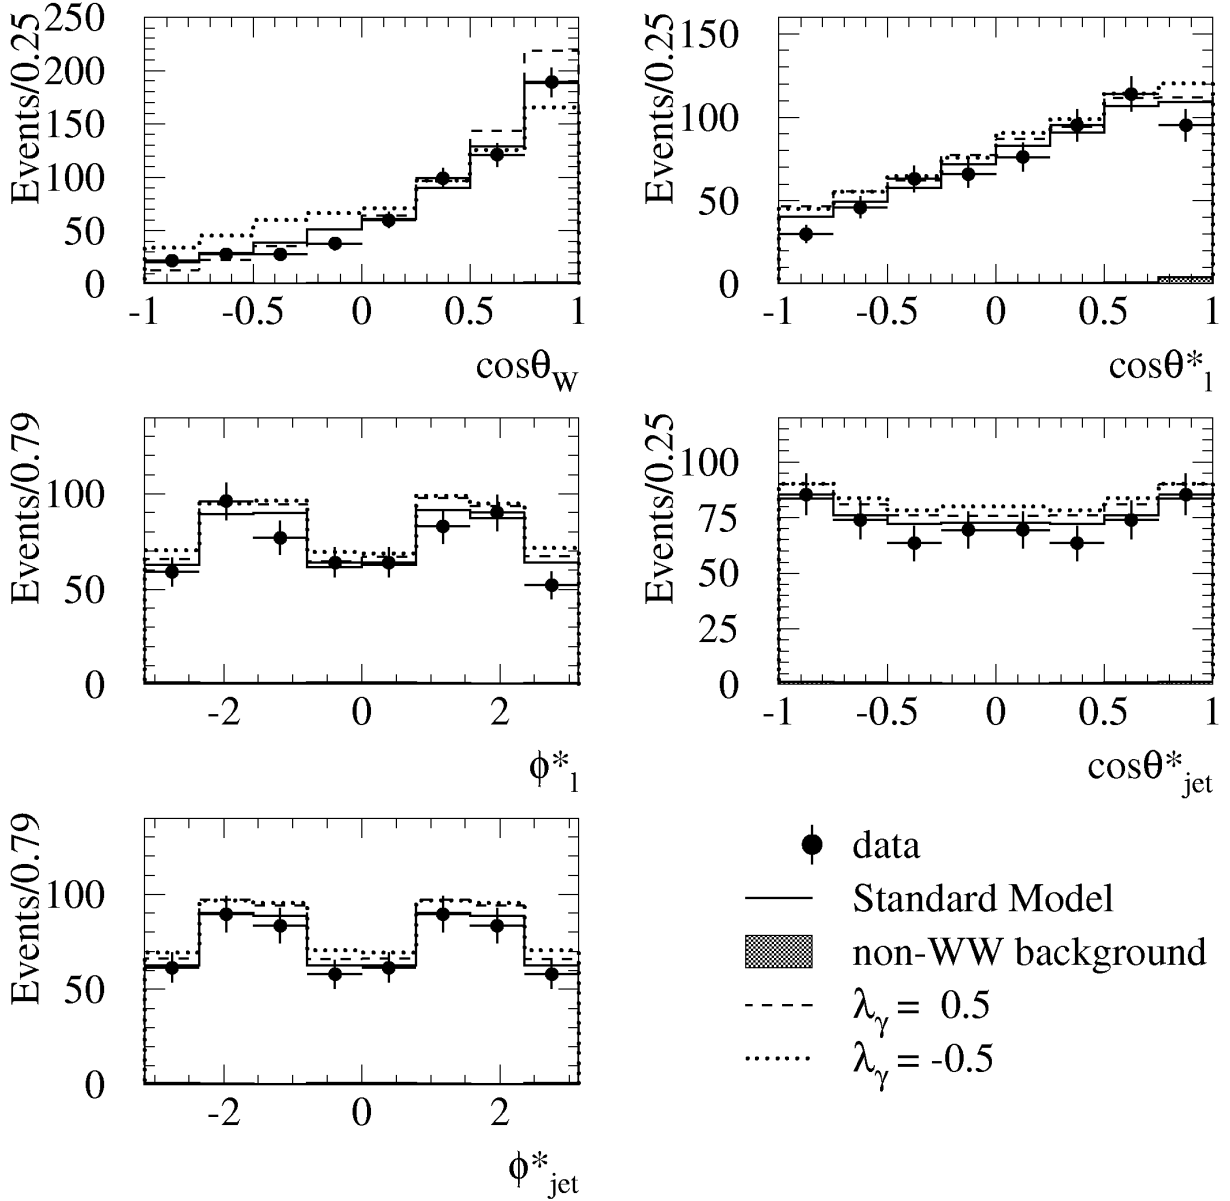 Events/0.25
250
200
150
100
50
0
-1 -0.5 0 0.5 1
cosθW
Events/0.25
150
100
50
0
-1 -0.5 0 0.5 1
cosθ*l
Events/0.79
100
50
0
-2 0 2
ϕ*l
Events/0.25
100
75
50
25
0
-1 -0.5 0 0.5 1
cosθ*jet
Events/0.79
100
50
0
-2 0 2
ϕ*jet
data
Standard Model
non-WW background
λγ = 0.5
λγ = -0.5